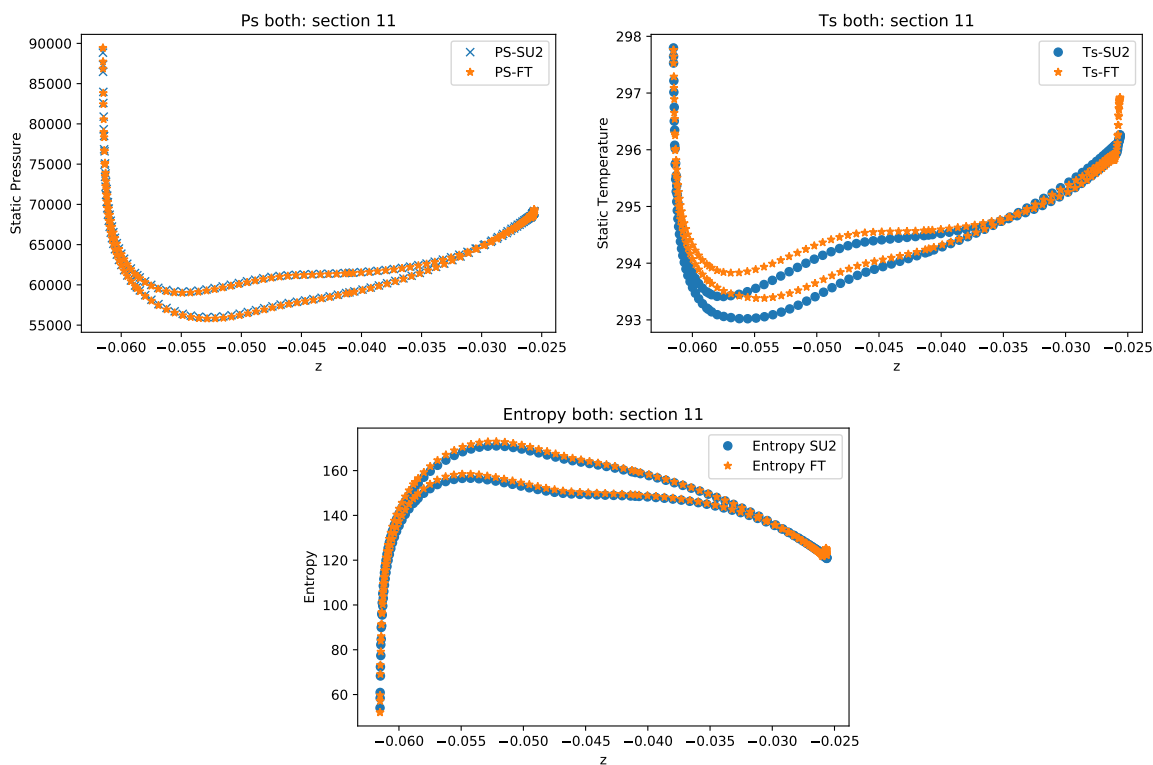 Ps both: section 11
90000
85000
80000
75000
70000
65000
60000
55000
Static Pressure
PS-SU2
PS-FT
−0.060 −0.055 −0.050 −0.045 −0.040 −0.035 −0.030 −0.025
z
Ts both: section 11
298
297
296
295
294
293
Static Temperature
Ts-SU2
Ts-FT
−0.060 −0.055 −0.050 −0.045 −0.040 −0.035 −0.030 −0.025
z
Entropy both: section 11
160
140
120
100
80
60
Entropy
Entropy SU2
Entropy FT
−0.060 −0.055 −0.050 −0.045 −0.040 −0.035 −0.030 −0.025
z